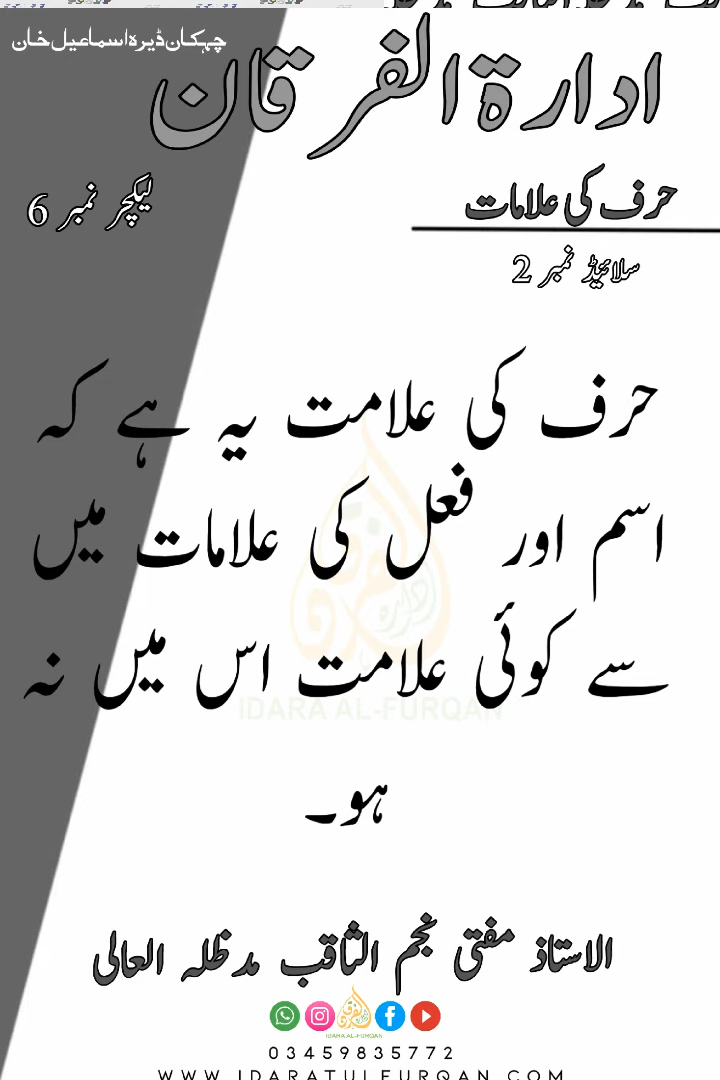 چہکان ڈیرہ اسماعیل خان
ادارۃ الفرقان
حرف کی علامات
لیکچر نمبر 6
سلائیڈ نمبر 2
حرف کی علامت یہ ہے کہ
اسم اور فعل کی علامات میں
سے کوئی علامت اس میں نہ
ہو۔
IDARA AL-FURQAN
الاستاذ مفتی نجم الثاقب مدظلہ العالی
IDARA AL-FURQAN
03459835772
WWW.IDARATULFURQAN.COM